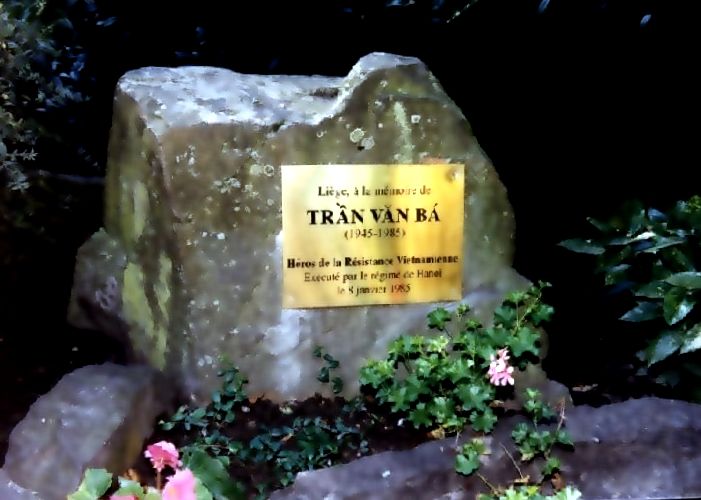 Liège, à la mémoire de
TRẦN VĂN BÁ
(1945-1985)
Héros de la Résistance Vietnamienne
Exécuté par le régime de Hanoi
le 8 janvier 1985